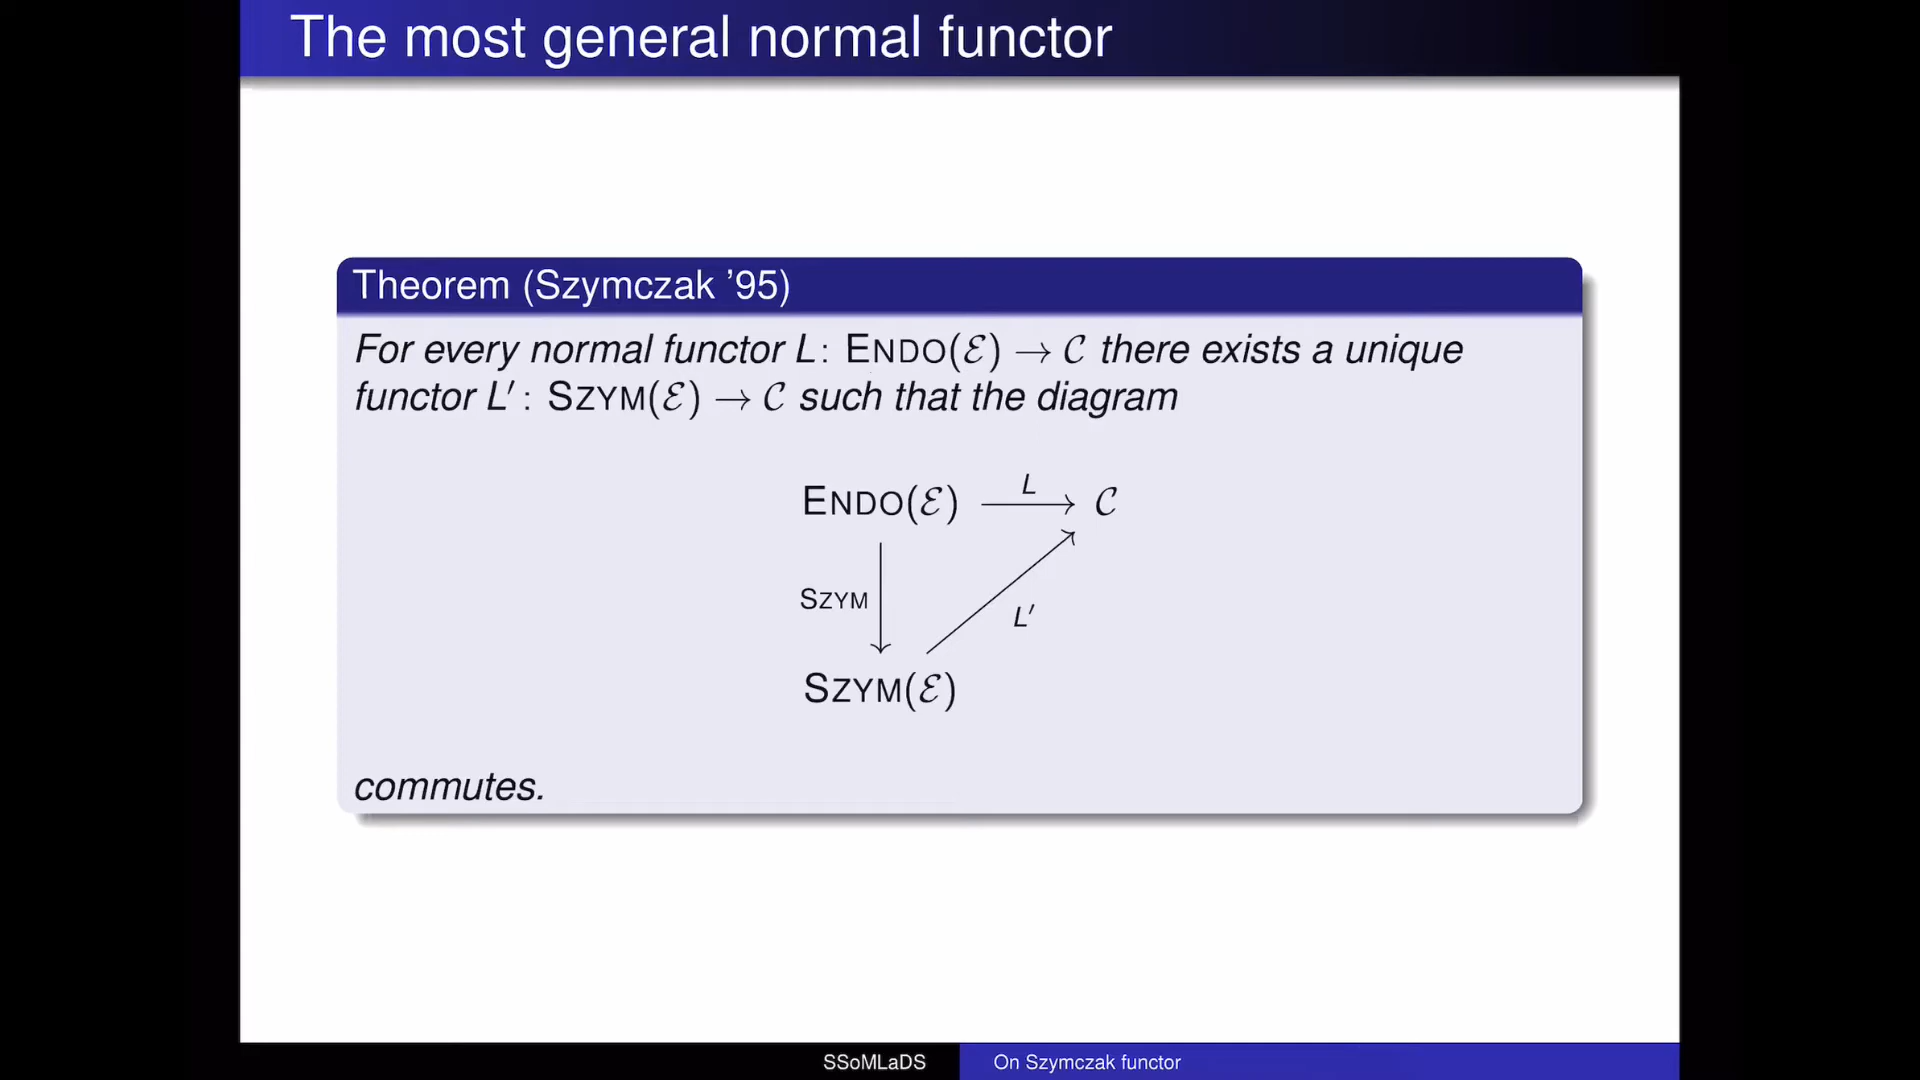 The most general normal functor
Theorem (Szymczak '95)
For every normal functor L: ENDO(ℰ) → 𝒞 there exists a unique
functor L′: SZYM(ℰ) → 𝒞 such that the diagram
ENDO(ℰ) L 𝒞
SZYM
L′
SZYM(ℰ)
commutes.
SSoMLaDS On Szymczak functor